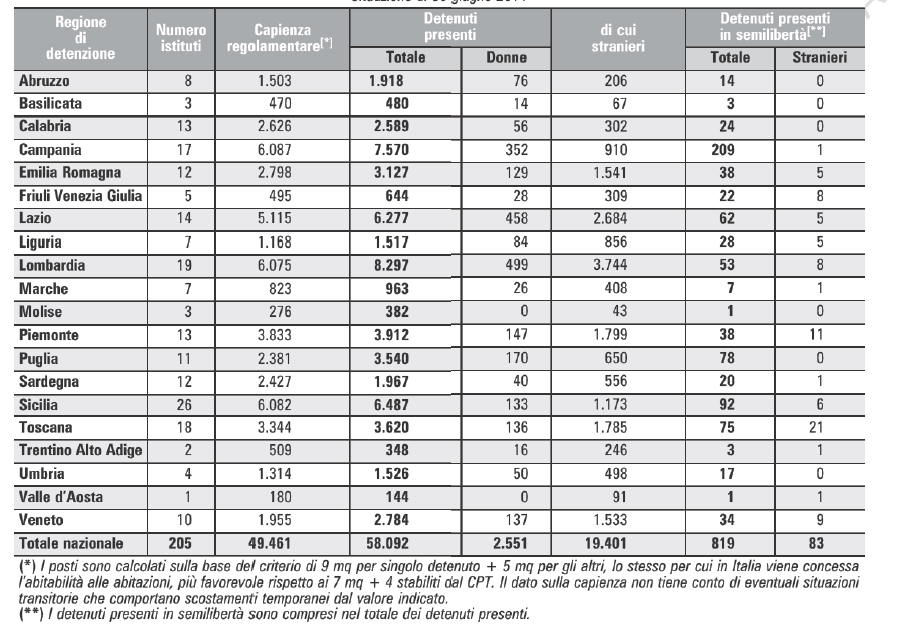 Regione di detenzione Numero istituti Capienza regolamentare[*] Detenuti presenti di cui stranieri Detenuti presenti in semilibertà[**]
Totale Donne Totale Stranieri
Abruzzo 8 1.503 1.918 76 206 14 0
Basilicata 3 470 480 14 67 3 0
Calabria 13 2.626 2.589 56 302 24 0
Campania 17 6.087 7.570 352 910 209 1
Emilia Romagna 12 2.798 3.127 129 1.541 38 5
Friuli Venezia Giulia 5 495 644 28 309 22 8
Lazio 14 5.115 6.277 458 2.684 62 5
Liguria 7 1.168 1.517 84 856 28 5
Lombardia 19 6.075 8.297 499 3.744 53 8
Marche 7 823 963 26 408 7 1
Molise 3 276 382 0 43 1 0
Piemonte 13 3.833 3.912 147 1.799 38 11
Puglia 11 2.381 3.540 170 650 78 0
Sardegna 12 2.427 1.967 40 556 20 1
Sicilia 26 6.082 6.487 133 1.173 92 6
Toscana 18 3.344 3.620 136 1.785 75 21
Trentino Alto Adige 2 509 348 16 246 3 1
Umbria 4 1.314 1.526 50 498 17 0
Valle d'Aosta 1 180 144 0 91 1 1
Veneto 10 1.955 2.784 137 1.533 34 9
Totale nazionale 205 49.461 58.092 2.551 19.401 819 83
(*) I posti sono calcolati sulla base del criterio di 9 mq per singolo detenuto + 5 mq per gli altri, lo stesso per cui in Italia viene concessa
l'abitabilità alle abitazioni, più favorevole rispetto ai 7 mq + 4 stabiliti dal CPT. Il dato sulla capienza non tiene conto di eventuali situazioni
transitorie che comportano scostamenti temporanei dal valore indicato.
(**) I detenuti presenti in semilibertà sono compresi nel totale dei detenuti presenti.